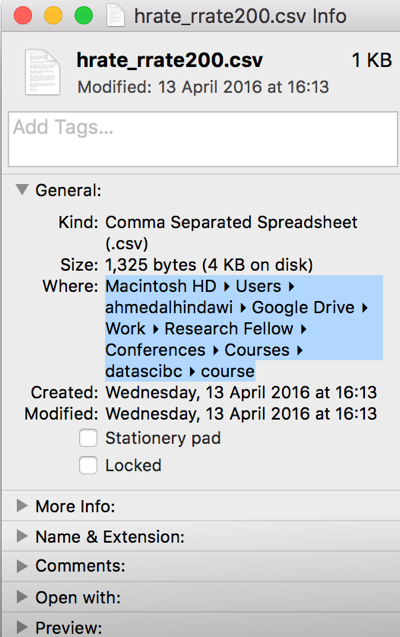 hrate_rrate200.csv Info
hrate_rrate200.csv 1 KB
Modified: 13 April 2016 at 16:13
Add Tags…
General:
Kind: Comma Separated Spreadsheet
(.csv)
Size: 1,325 bytes (4 KB on disk)
Where: Macintosh HD ▸ Users ▸
ahmedalhindawi ▸ Google Drive ▸
Work ▸ Research Fellow ▸
Conferences ▸ Courses ▸
datascibc ▸ course
Created: Wednesday, 13 April 2016 at 16:13
Modified: Wednesday, 13 April 2016 at 16:13
Stationery pad
Locked
More Info:
Name & Extension:
Comments:
Open with:
Preview: